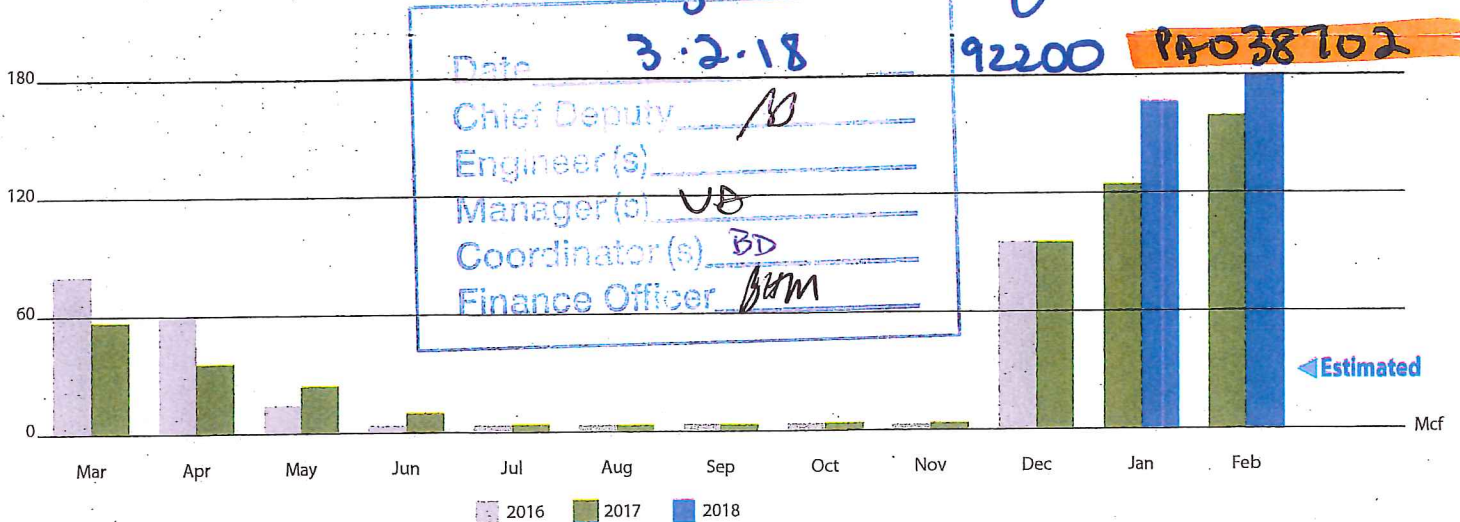 Date 3·2·18 92200 PA038702
180
Chief Deputy
Engineer(s)
120
Manager(s) VB
Coordinator(s) BD
Finance Officer
60
Estimated
0
Mcf
Mar Apr May Jun Jul Aug Sep Oct Nov Dec Jan Feb
2016 2017 2018